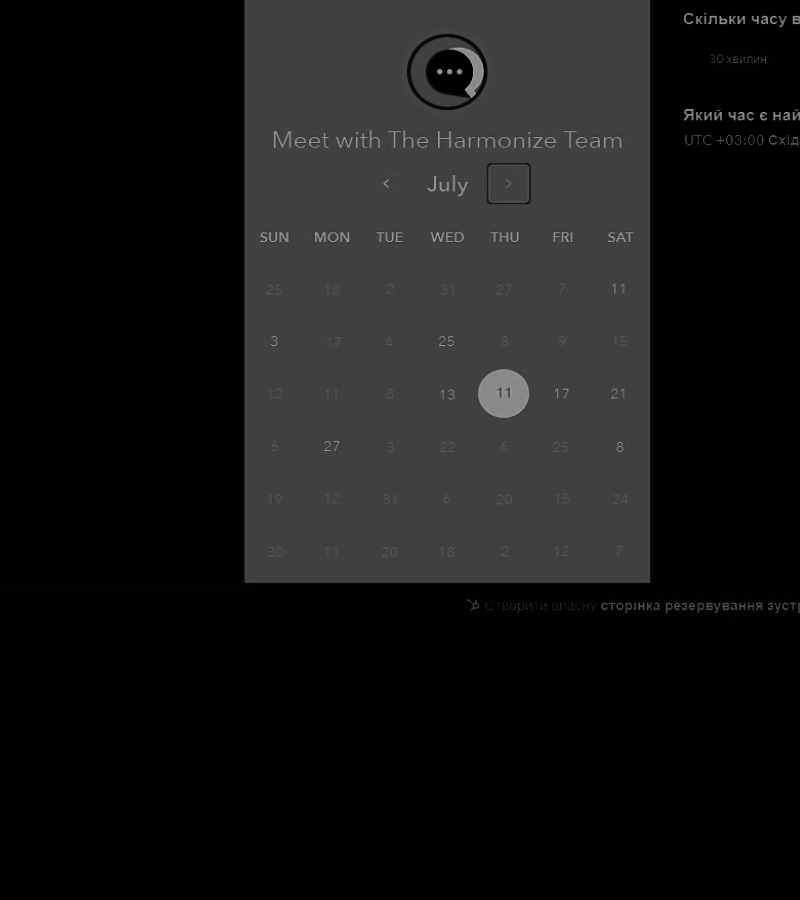 Meet with The Harmonize Team
July
SUN MON TUE WED THU FRI SAT
25 18 2 31 27 7 11
3 17 4 25 8 9 15
12 11 8 13 11 17 21
6 27 3 22 6 25 8
19 12 31 6 20 15 24
30 11 20 18 2 12 7
Скільки часу в
30 хвилин
Який час є най
UTC +03:00 Схід
Створити власну сторінка резервування зустр